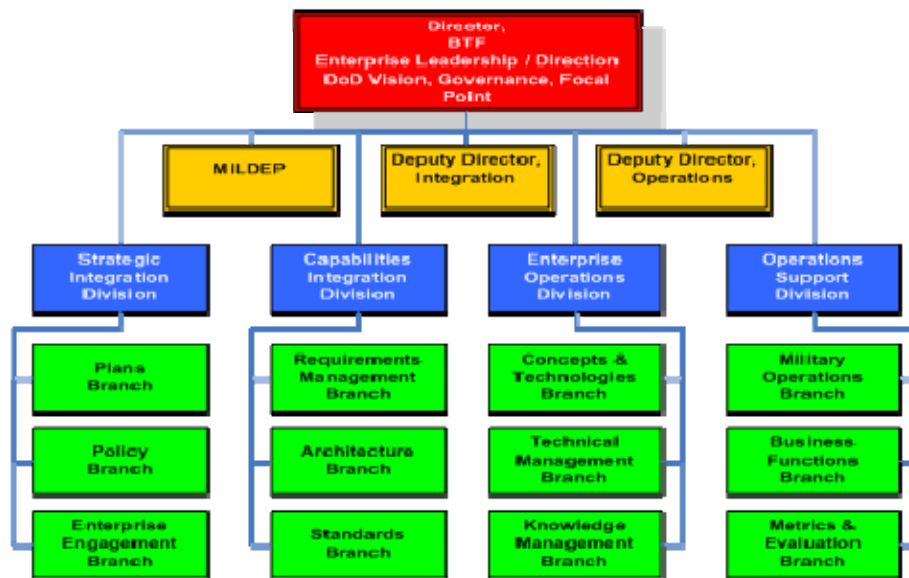 Director,
BTF
Enterprise Leadership / Direction
DoD Vision, Governance, Focal
Point
MILDEP
Deputy Director,
Integration
Deputy Director,
Operations
Strategic
Integration
Division
Capabilities
Integration
Division
Enterprise
Operations
Division
Operations
Support
Division
Plans
Branch
Requirements
Management
Branch
Concepts &
Technologies
Branch
Military
Operations
Branch
Policy
Branch
Architecture
Branch
Technical
Management
Branch
Business
Functions
Branch
Enterprise
Engagement
Branch
Standards
Branch
Knowledge
Management
Branch
Metrics &
Evaluation
Branch